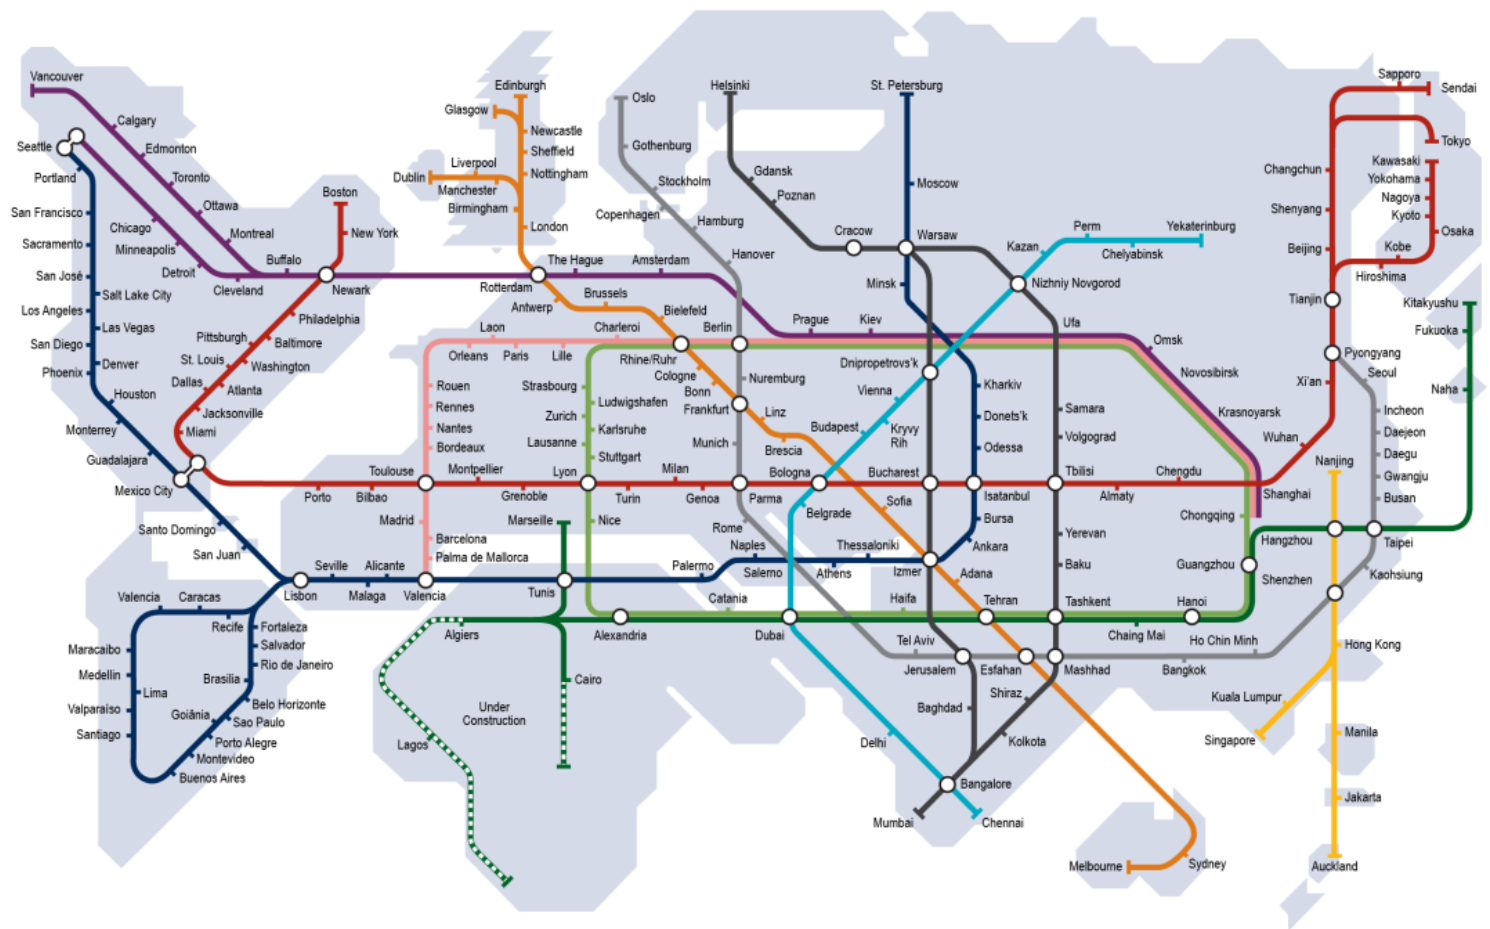 Vancouver
Calgary
Edmonton
Toronto
Ottawa
Montreal
Seattle
Portland
San Francisco
Sacramento
San José
Salt Lake City
Los Angeles
Las Vegas
San Diego
Denver
Phoenix
Houston
Monterrey
Guadalajara
Mexico City
Santo Domingo
San Juan
Chicago
Minneapolis
Detroit
Cleveland
Buffalo
Boston
New York
Newark
Philadelphia
Pittsburgh
Baltimore
St. Louis
Washington
Dallas
Atlanta
Jacksonville
Miami
Valencia
Caracas
Recife
Fortaleza
Salvador
Rio de Janeiro
Maracaibo
Medellin
Lima
Brasilia
Belo Horizonte
Valparaiso
Goiânia
Sao Paulo
Santiago
Porto Alegre
Montevideo
Buenos Aires
Edinburgh
Glasgow
Newcastle
Sheffield
Nottingham
Liverpool
Dublin
Manchester
Birmingham
London
Rotterdam
The Hague
Amsterdam
Antwerp
Brussels
Bielefeld
Rhine/Ruhr
Cologne
Bonn
Frankfurt
Linz
Brescia
Laon
Charleroi
Orleans
Paris
Lille
Rouen
Rennes
Nantes
Bordeaux
Toulouse
Montpellier
Porto
Bilbao
Grenoble
Madrid
Barcelona
Palma de Mallorca
Lisbon
Seville
Alicante
Malaga
Valencia
Strasbourg
Ludwigshafen
Zurich
Karlsruhe
Lausanne
Stuttgart
Lyon
Turin
Milan
Genoa
Marseille
Nice
Tunis
Algiers
Cairo
Lagos
Under
Construction
Alexandria
Catania
Palermo
Naples
Salerno
Thessaloniki
Athens
Oslo
Gothenburg
Stockholm
Copenhagen
Hamburg
Hanover
Berlin
Nuremburg
Munich
Parma
Rome
Helsinki
Gdansk
Poznan
Cracow
Warsaw
St. Petersburg
Moscow
Minsk
Prague
Kiev
Dnipropetrovs'k
Vienna
Budapest
Kryvy
Rih
Bologna
Belgrade
Bucharest
Sofia
Kharkiv
Donets'k
Odessa
Isatanbul
Bursa
Ankara
Izmer
Adana
Kazan
Perm
Chelyabinsk
Yekaterinburg
Nizhniy Novgorod
Ufa
Samara
Volgograd
Tbilisi
Yerevan
Baku
Tashkent
Mashhad
Almaty
Chengdu
Dubai
Haifa
Tehran
Tel Aviv
Jerusalem
Esfahan
Shiraz
Baghdad
Kolkota
Delhi
Bangalore
Mumbai
Chennai
Omsk
Novosibirsk
Krasnoyarsk
Wuhan
Shanghai
Chongqing
Guangzhou
Hanoi
Chaing Mai
Ho Chin Minh
Bangkok
Sapporo
Sendai
Tokyo
Kawasaki
Yokohama
Nagoya
Kyoto
Osaka
Kobe
Hiroshima
Changchun
Shenyang
Beijing
Tianjin
Pyongyang
Xi'an
Seoul
Incheon
Daejeon
Daegu
Gwangju
Busan
Kitakyushu
Fukuoka
Naha
Nanjing
Hangzhou
Taipei
Shenzhen
Kaohsiung
Hong Kong
Kuala Lumpur
Singapore
Manila
Jakarta
Auckland
Melbourne
Sydney